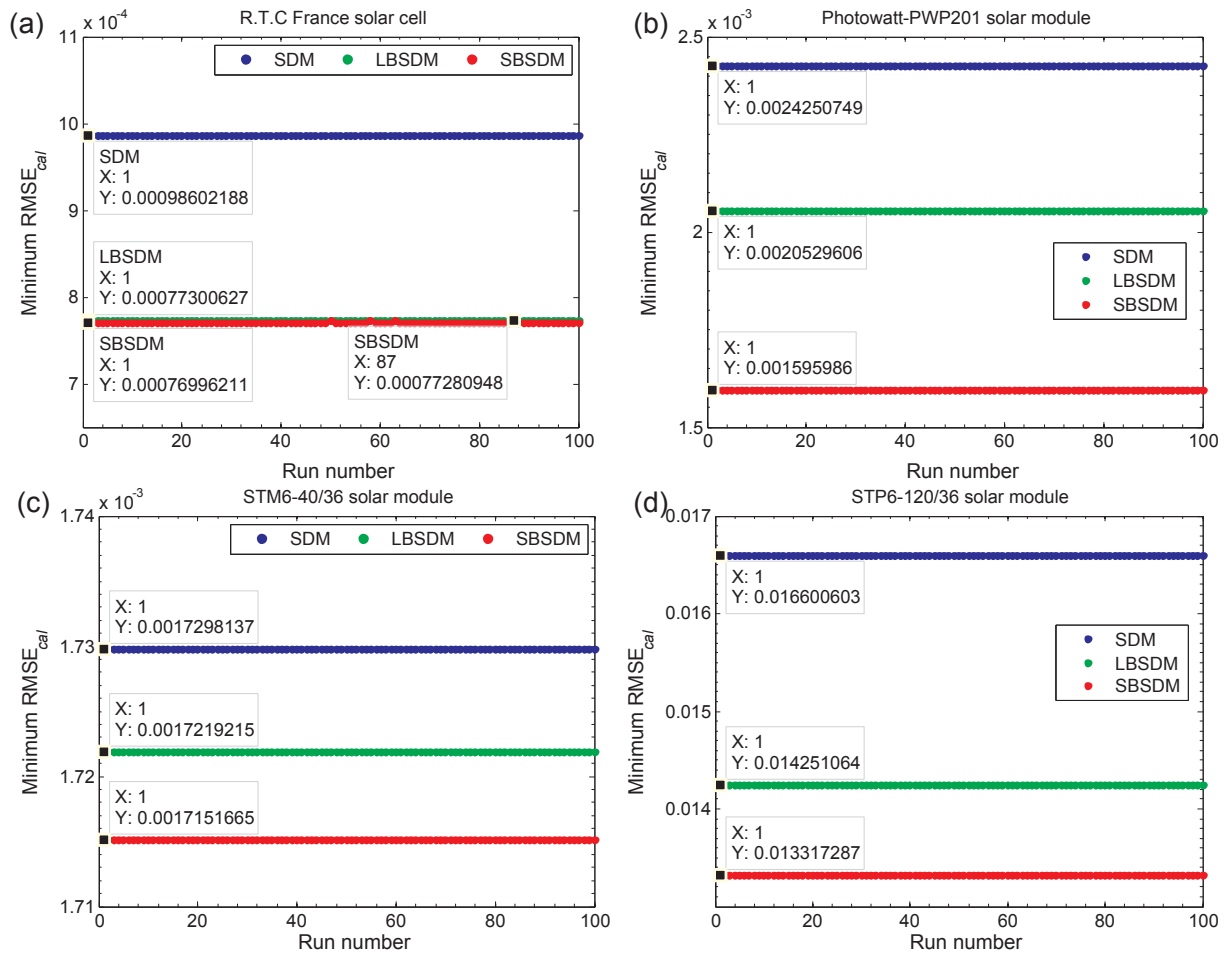 (a)
R.T.C France solar cell
x 10⁻⁴
11
10
9
8
7
SDM LBSDM SBSDM
SDM
X: 1
Y: 0.00098602188
LBSDM
X: 1
Y: 0.00077300627
SBSDM
X: 1
Y: 0.00076996211
SBSDM
X: 87
Y: 0.00077280948
Minimum RMSEcal
0 20 40 60 80 100
Run number
(b)
Photowatt-PWP201 solar module
x 10⁻³
2.5
2
1.5
X: 1
Y: 0.0024250749
X: 1
Y: 0.0020529606
SDM
LBSDM
SBSDM
X: 1
Y: 0.001595986
Minimum RMSEcal
0 20 40 60 80 100
Run number
(c)
STM6-40/36 solar module
x 10⁻³
1.74
1.73
1.72
1.71
SDM LBSDM SBSDM
X: 1
Y: 0.0017298137
X: 1
Y: 0.0017219215
X: 1
Y: 0.0017151665
Minimum RMSEcal
0 20 40 60 80 100
Run number
(d)
STP6-120/36 solar module
0.017
0.016
0.015
0.014
X: 1
Y: 0.016600603
SDM
LBSDM
SBSDM
X: 1
Y: 0.014251064
X: 1
Y: 0.013317287
Minimum RMSEcal
0 20 40 60 80 100
Run number